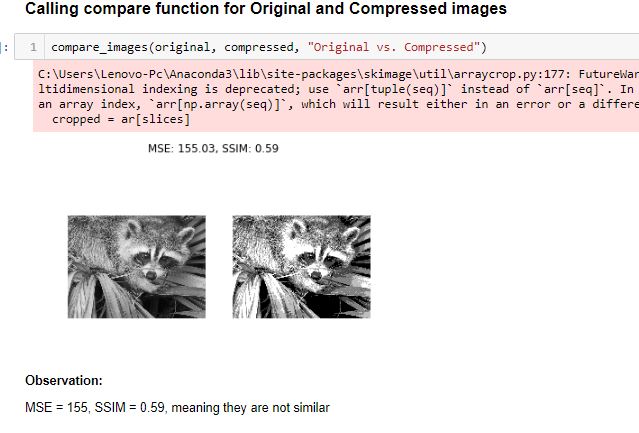 Calling compare function for Original and Compressed images
]: 1 compare_images(original, compressed, "Original vs. Compressed")
C:\Users\Lenovo-Pc\Anaconda3\lib\site-packages\skimage\util\arraycrop.py:177: FutureWar
ltidimensional indexing is deprecated; use `arr[tuple(seq)]` instead of `arr[seq]`. In
an array index, `arr[np.array(seq)]`, which will result either in an error or a differe
cropped = ar[slices]
MSE: 155.03, SSIM: 0.59
Observation:
MSE = 155, SSIM = 0.59, meaning they are not similar